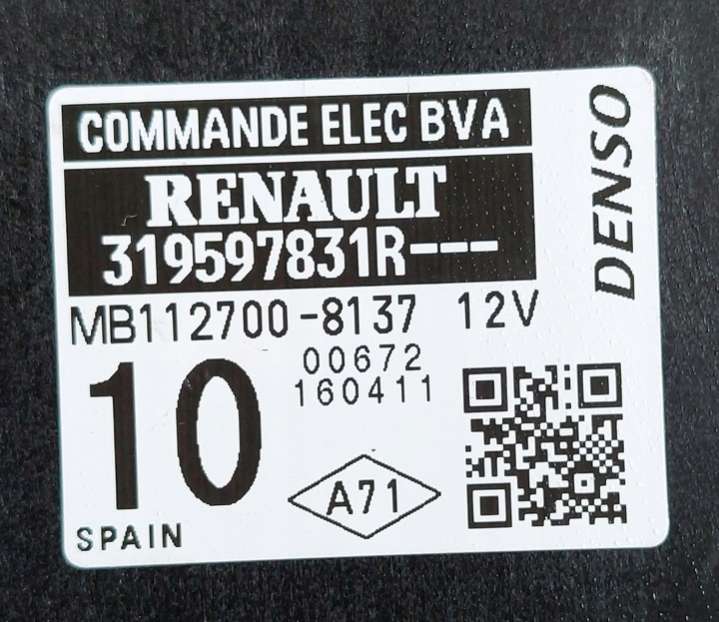 COMMANDE ELEC BVA
RENAULT
319597831R---
MB112700-8137 12V
10
00672
160411
A71
SPAIN
DENSO